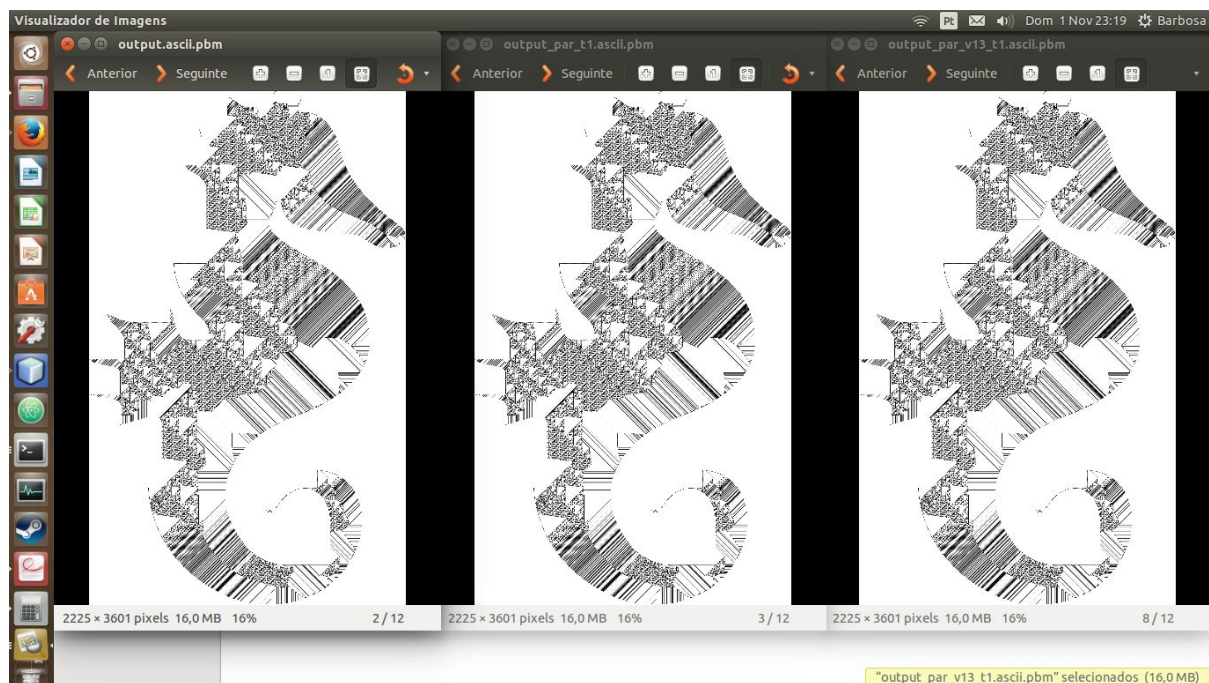 Visualizador de Imagens
Pt
Dom 1 Nov 23:19
Barbosa
output.ascii.pbm
Anterior
Seguinte
2225 × 3601 pixels 16,0 MB 16%
2 / 12
output_par_t1.ascii.pbm
Anterior
Seguinte
2225 × 3601 pixels 16,0 MB 16%
3 / 12
output_par_v13_t1.ascii.pbm
Anterior
Seguinte
2225 × 3601 pixels 16,0 MB 16%
8 / 12
"output_par_v13_t1.ascii.pbm" selecionados (16,0 MB)